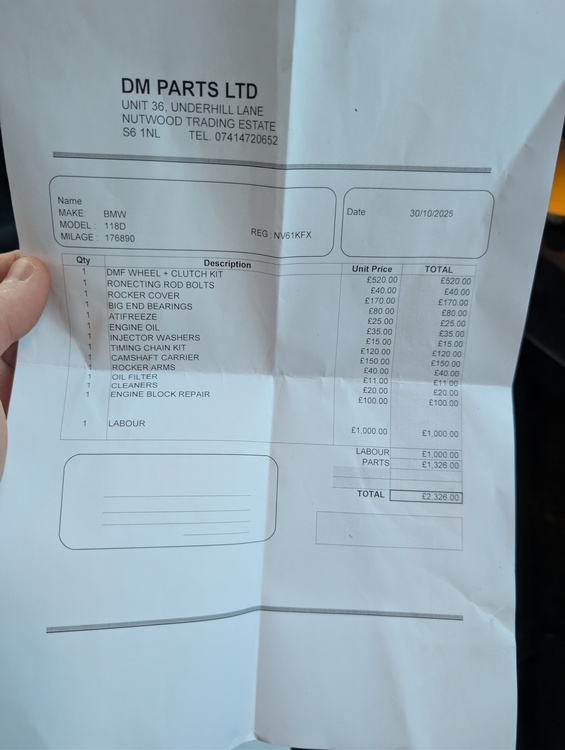 DM PARTS LTD
UNIT 36, UNDERHILL LANE
NUTWOOD TRADING ESTATE
S6 1NL TEL. 07414720652
Name
MAKE: BMW
MODEL : 118D
MILAGE : 176890 REG : NV61KFX
Date 30/10/2025
Qty Description Unit Price TOTAL
1 DMF WHEEL + CLUTCH KIT £520.00 £520.00
1 RONECTING ROD BOLTS £40.00 £40.00
1 ROCKER COVER £170.00 £170.00
1 BIG END BEARINGS £80.00 £80.00
1 ATIFREEZE £25.00 £25.00
1 ENGINE OIL £35.00 £35.00
1 INJECTOR WASHERS £15.00 £15.00
1 TIMING CHAIN KIT £120.00 £120.00
1 CAMSHAFT CARRIER £150.00 £150.00
1 ROCKER ARMS £40.00 £40.00
1 OIL FILTER £11.00 £11.00
1 CLEANERS £20.00 £20.00
1 ENGINE BLOCK REPAIR £100.00 £100.00
1 LABOUR £1,000.00 £1,000.00
LABOUR £1,000.00
PARTS £1,326.00
TOTAL £2,326.00